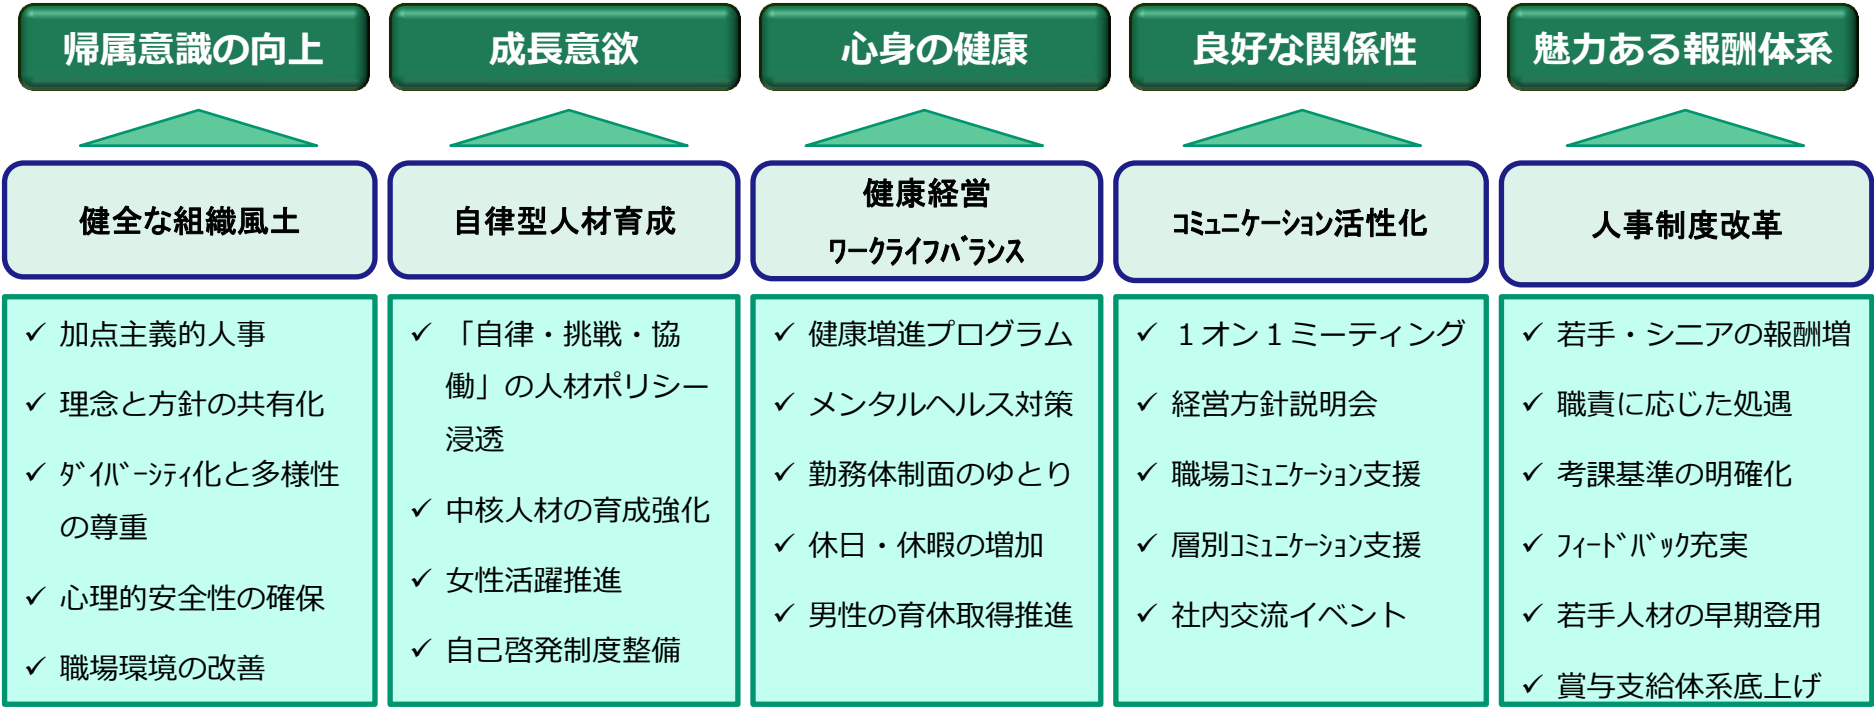 帰属意識の向上
成長意欲
心身の健康
良好な関係性
魅力ある報酬体系
健全な組織風土
自律型人材育成
健康経営
ﾜｰｸﾗｲﾌﾊﾞﾗﾝｽ
ｺﾐｭﾆｹｰｼｮﾝ活性化
人事制度改革
✓ 加点主義的人事
✓ 理念と方針の共有化
✓ ﾀﾞｲﾊﾞｰｼﾃｨ化と多様性
の尊重
✓ 心理的安全性の確保
✓ 職場環境の改善
✓ 「自律・挑戦・協
働」の人材ポリシー
浸透
✓ 中核人材の育成強化
✓ 女性活躍推進
✓ 自己啓発制度整備
✓ 健康増進プログラム
✓ メンタルヘルス対策
✓ 勤務体制面のゆとり
✓ 休日・休暇の増加
✓ 男性の育休取得推進
✓ １オン１ミーティング
✓ 経営方針説明会
✓ 職場ｺﾐｭﾆｹｰｼｮﾝ支援
✓ 層別ｺﾐｭﾆｹｰｼｮﾝ支援
✓ 社内交流イベント
✓ 若手・シニアの報酬増
✓ 職責に応じた処遇
✓ 考課基準の明確化
✓ ﾌｨｰﾄﾞﾊﾞｯｸ充実
✓ 若手人材の早期登用
✓ 賞与支給体系底上げ